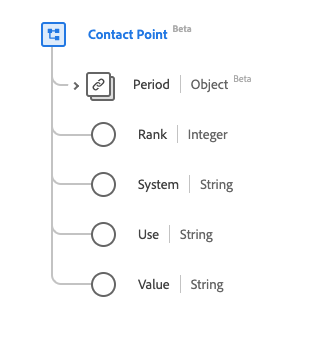 Contact Point Beta
Period | Object Beta
Rank | Integer
System | String
Use | String
Value | String